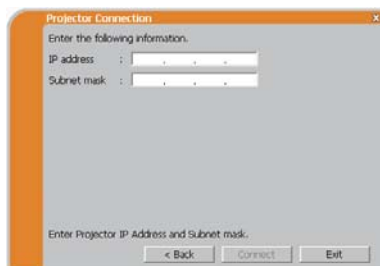 Projector Connection
x
Enter the following information.
IP address : . . .
Subnet mask : . . .
Enter Projector IP Address and Subnet mask.
< Back Connect Exit